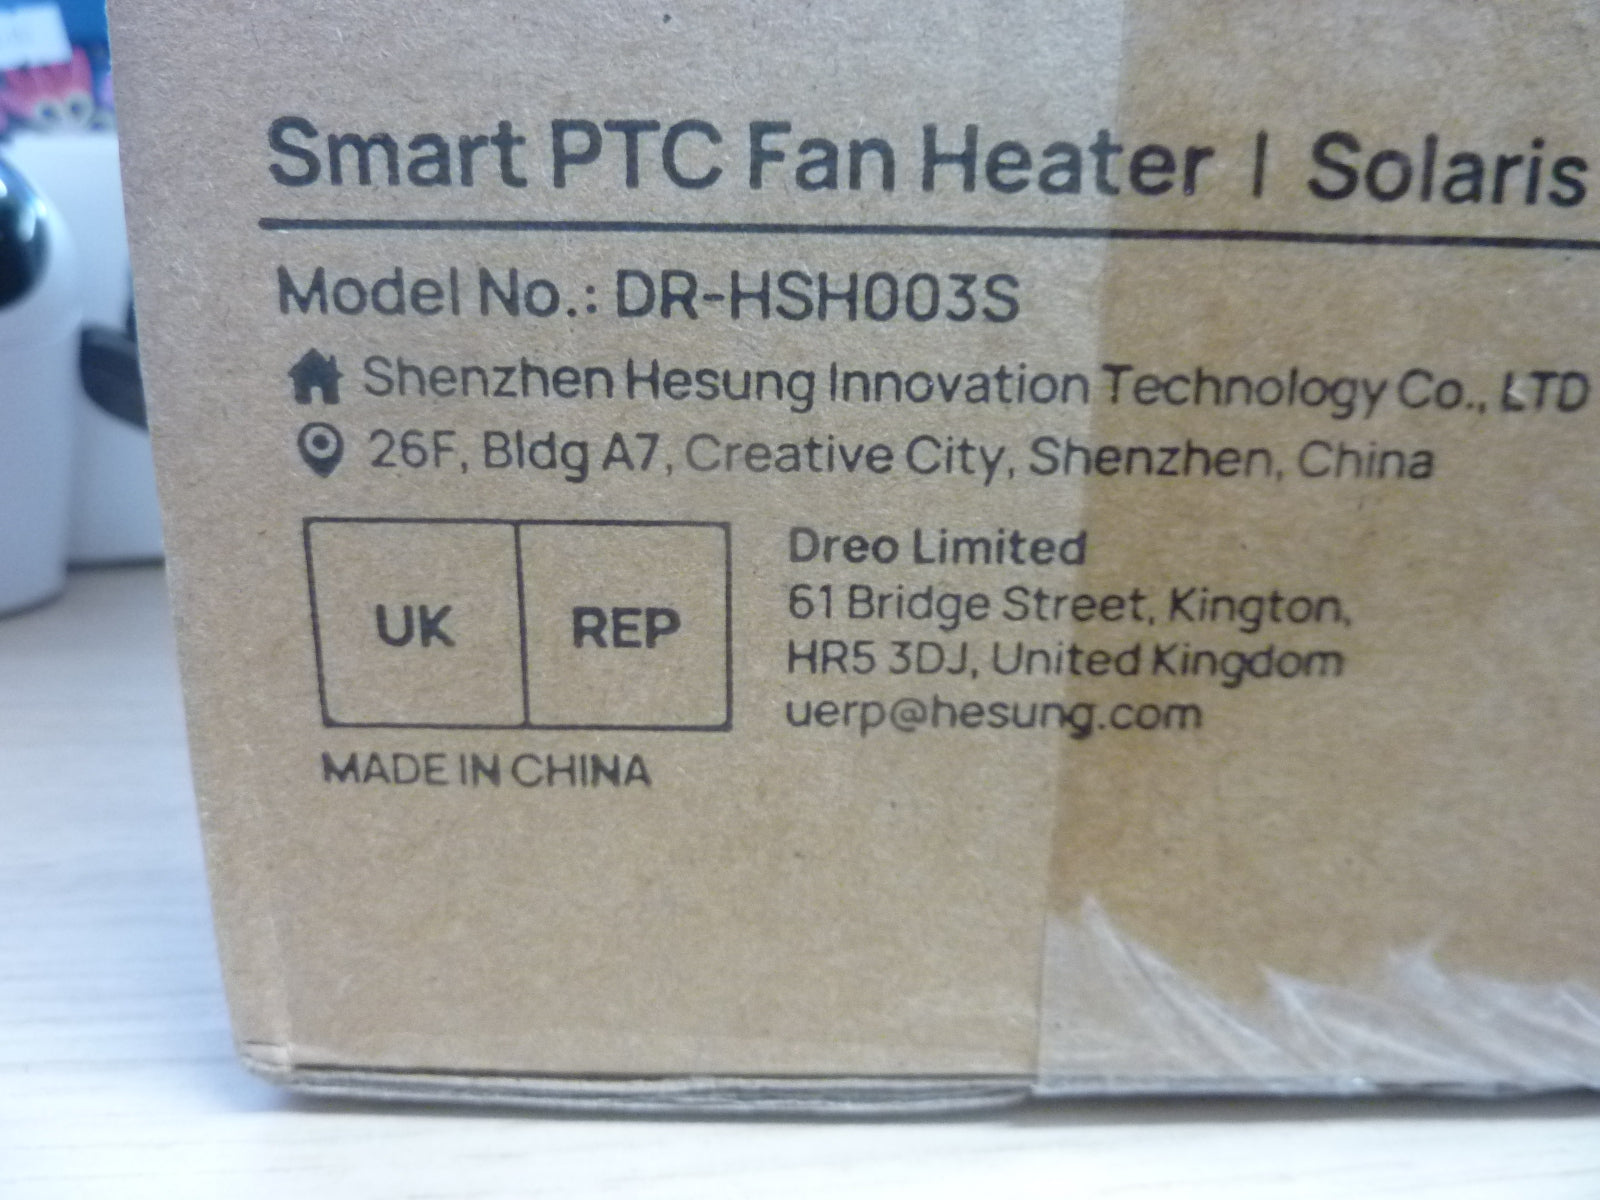 Smart PTC Fan Heater | Solaris
Model No.: DR-HSH003S
Shenzhen Hesung Innovation Technology Co., LTD
26F, Bldg A7, Creative City, Shenzhen, China
UK REP
Dreo Limited
61 Bridge Street, Kington,
HR5 3DJ, United Kingdom
uerp@hesung.com
MADE IN CHINA